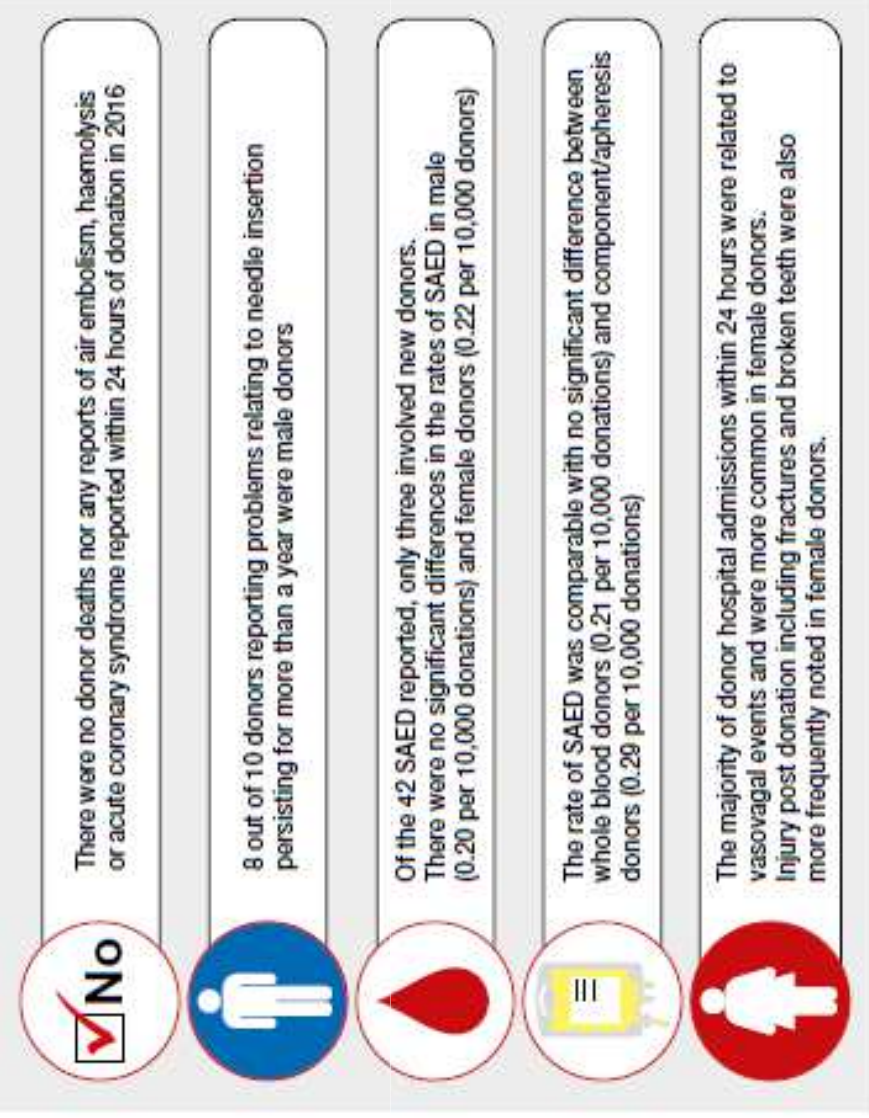 No
There were no donor deaths nor any reports of air embolism, haemolysis
or acute coronary syndrome reported within 24 hours of donation in 2016
8 out of 10 donors reporting problems relating to needle insertion
persisting for more than a year were male donors
Of the 42 SAED reported, only three involved new donors.
There were no significant differences in the rates of SAED in male
(0.20 per 10,000 donations) and female donors (0.22 per 10,000 donors)
The rate of SAED was comparable with no significant difference between
whole blood donors (0.21 per 10,000 donations) and component/apheresis
donors (0.29 per 10,000 donations)
The majority of donor hospital admissions within 24 hours were related to
vasovagal events and were more common in female donors.
Injury post donation including fractures and broken teeth were also
more frequently noted in female donors.